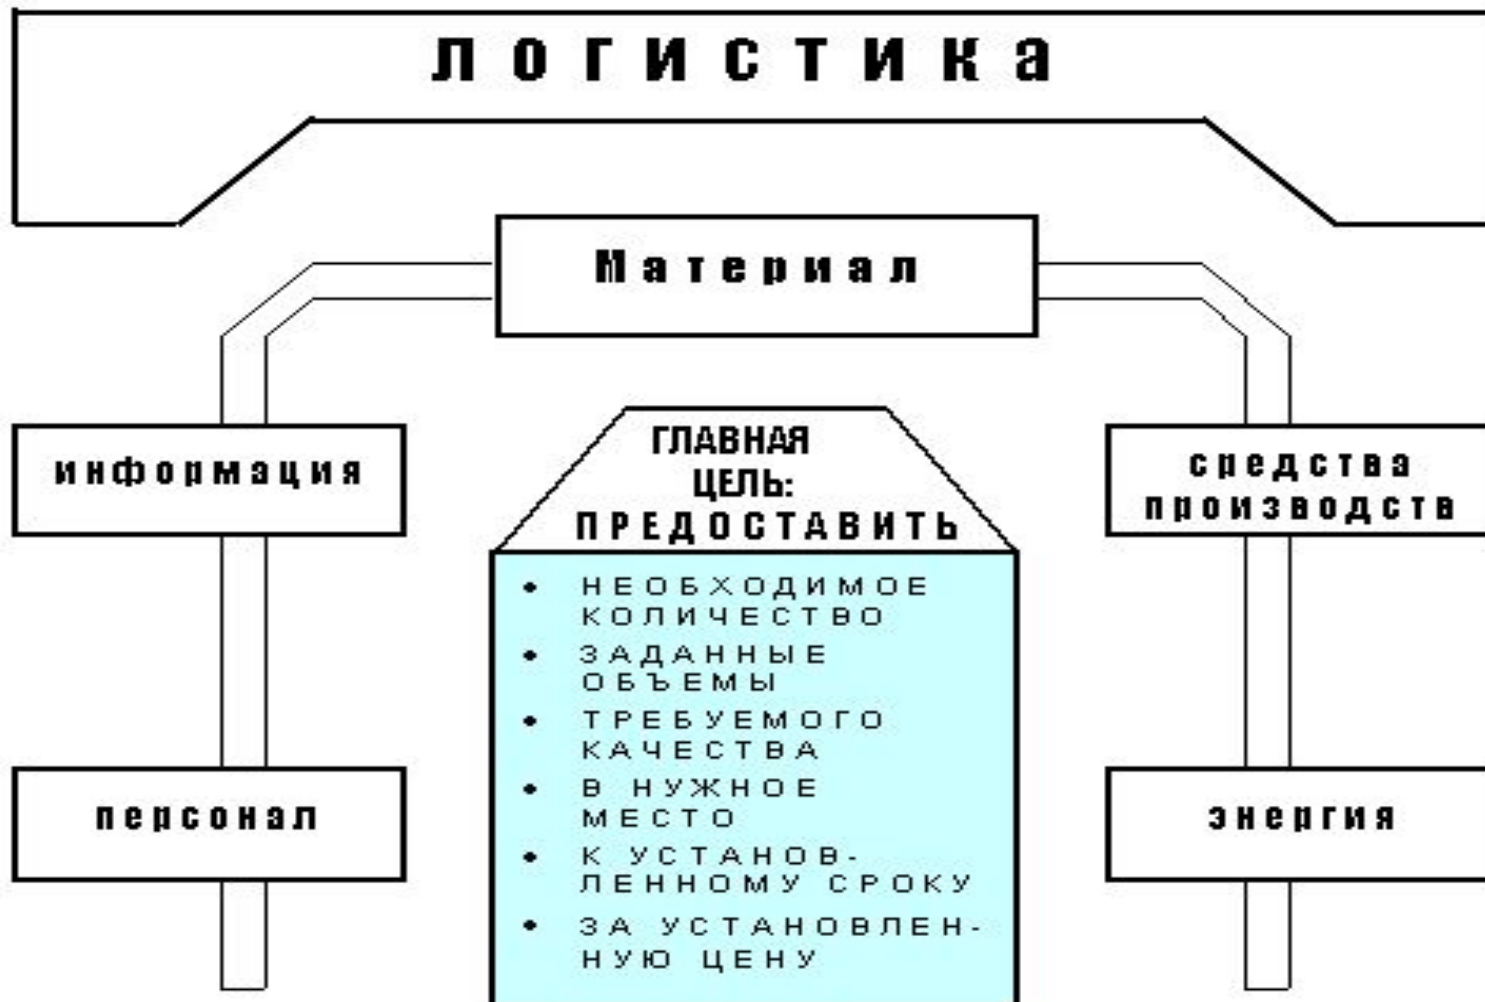 ЛОГИСТИКА
Материал
информация
средства
производств
персонал
энергия
ГЛАВНАЯ
ЦЕЛЬ:
ПРЕДОСТАВИТЬ
• НЕОБХОДИМОЕ
КОЛИЧЕСТВО
• ЗАДАННЫЕ
ОБЪЕМЫ
• ТРЕБУЕМОГО
КАЧЕСТВА
• В НУЖНОЕ
МЕСТО
• К УСТАНОВ-
ЛЕННОМУ СРОКУ
• ЗА УСТАНОВЛЕН-
НУЮ ЦЕНУ